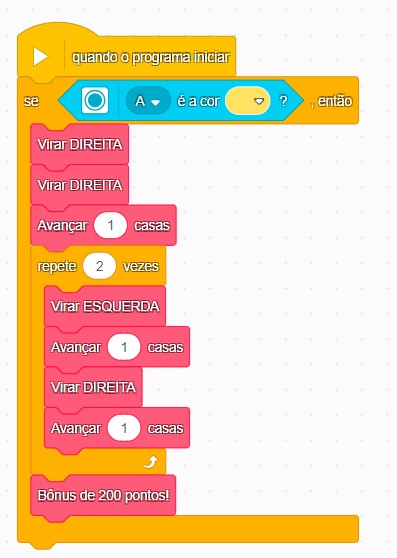 quando o programa iniciar
se A é a cor ? , então
Virar DIREITA
Virar DIREITA
Avançar 1 casas
repete 2 vezes
Virar ESQUERDA
Avançar 1 casas
Virar DIREITA
Avançar 1 casas
Bônus de 200 pontos!